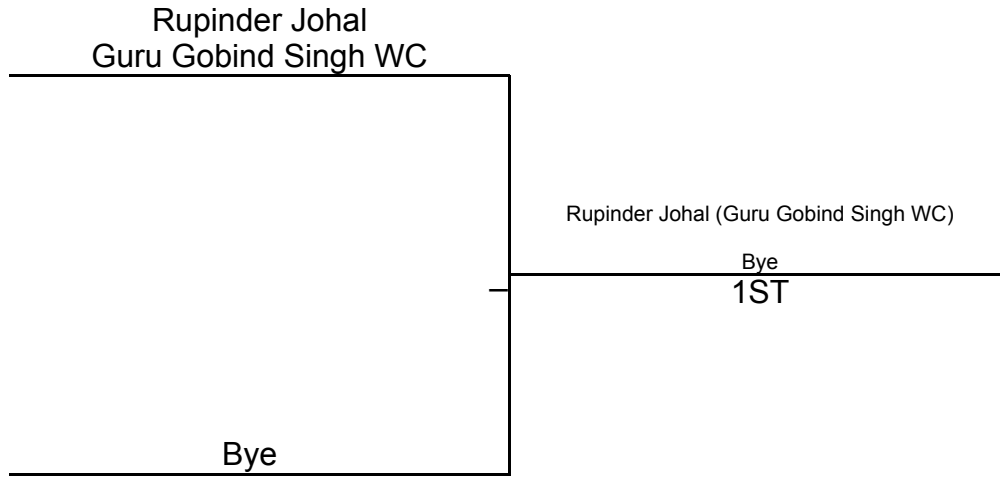 Rupinder Johal
Guru Gobind Singh WC
Rupinder Johal (Guru Gobind Singh WC)
Bye
1ST
Bye